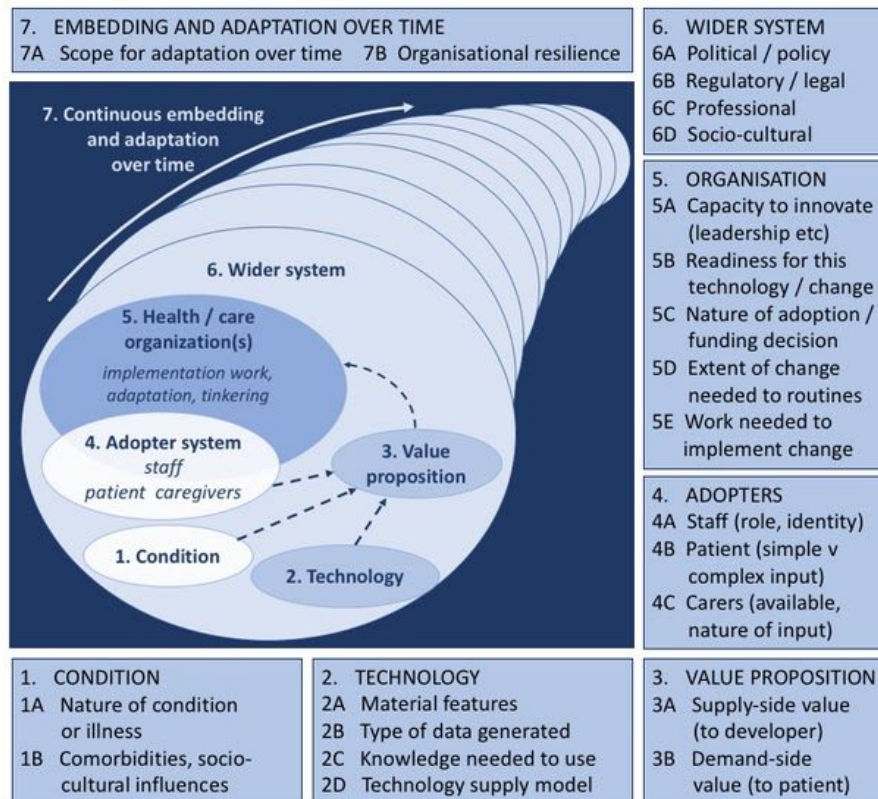 7. EMBEDDING AND ADAPTATION OVER TIME
7A Scope for adaptation over time 7B Organisational resilience
7. Continuous embedding
and adaptation
over time
6. Wider system
5. Health / care
organization(s)
implementation work,
adaptation, tinkering
4. Adopter system
staff
patient caregivers
3. Value
proposition
1. Condition
2. Technology
6. WIDER SYSTEM
6A Political / policy
6B Regulatory / legal
6C Professional
6D Socio-cultural
5. ORGANISATION
5A Capacity to innovate
(leadership etc)
5B Readiness for this
technology / change
5C Nature of adoption /
funding decision
5D Extent of change
needed to routines
5E Work needed to
implement change
4. ADOPTERS
4A Staff (role, identity)
4B Patient (simple v
complex input)
4C Carers (available,
nature of input)
1. CONDITION
1A Nature of condition
or illness
1B Comorbidities, socio-
cultural influences
2. TECHNOLOGY
2A Material features
2B Type of data generated
2C Knowledge needed to use
2D Technology supply model
3. VALUE PROPOSITION
3A Supply-side value
(to developer)
3B Demand-side
value (to patient)